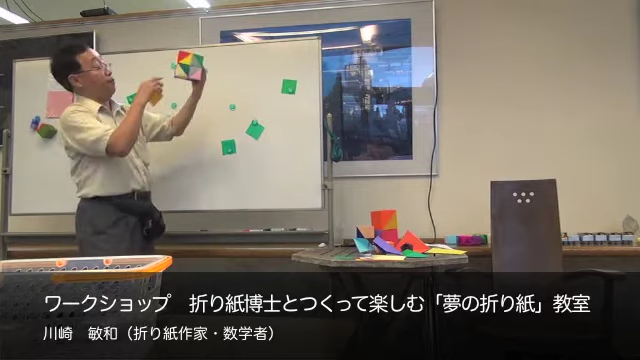 ワークショップ　折り紙博士とつくって楽しむ「夢の折り紙」教室
川崎　敏和（折り紙作家・数学者）